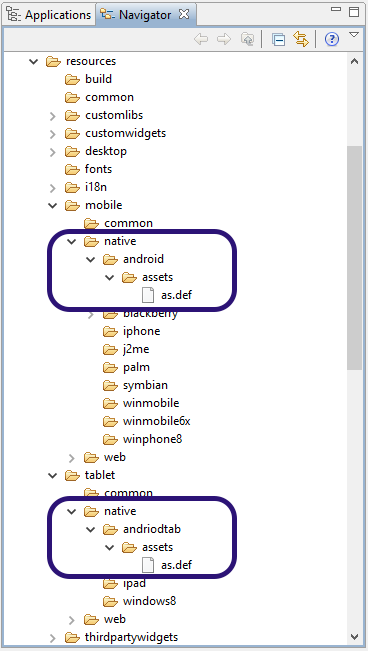 Applications Navigator
resources
build
common
customlibs
customwidgets
desktop
fonts
i18n
mobile
common
native
android
assets
as.def
blackberry
iphone
j2me
palm
symbian
winmobile
winmobile6x
winphone8
web
tablet
common
native
andriodtab
assets
as.def
ipad
windows8
web
thirdpartywidgets